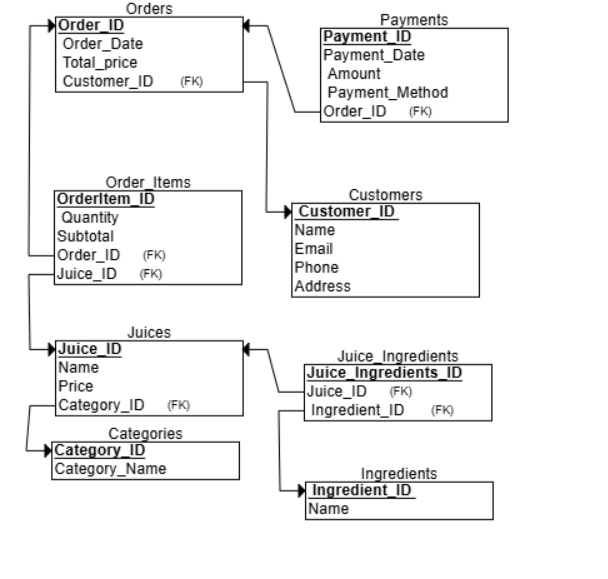 Orders
Order_ID
Order_Date
Total_price
Customer_ID (FK)
Payments
Payment_ID
Payment_Date
Amount
Payment_Method
Order_ID (FK)
Order_Items
OrderItem_ID
Quantity
Subtotal
Order_ID (FK)
Juice_ID (FK)
Customers
Customer_ID
Name
Email
Phone
Address
Juices
Juice_ID
Name
Price
Category_ID (FK)
Juice_Ingredients
Juice_Ingredients_ID
Juice_ID (FK)
Ingredient_ID (FK)
Categories
Category_ID
Category_Name
Ingredients
Ingredient_ID
Name